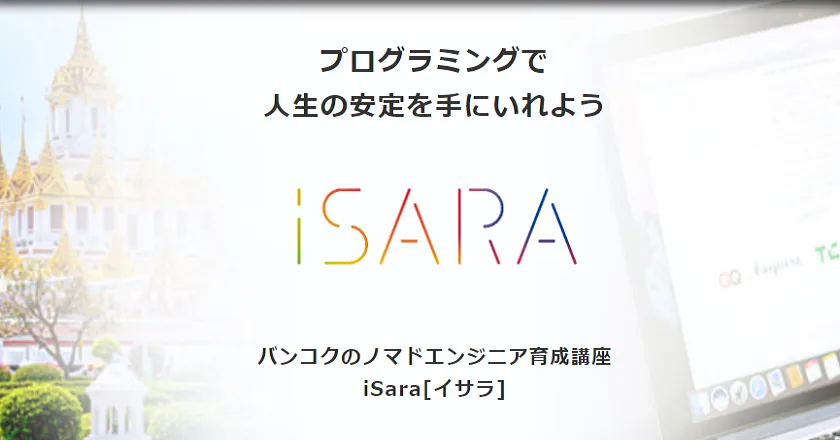 プログラミングで
人生の安定を手にいれよう
iSARA
バンコクのノマドエンジニア育成講座
iSara[イサラ]
GQ